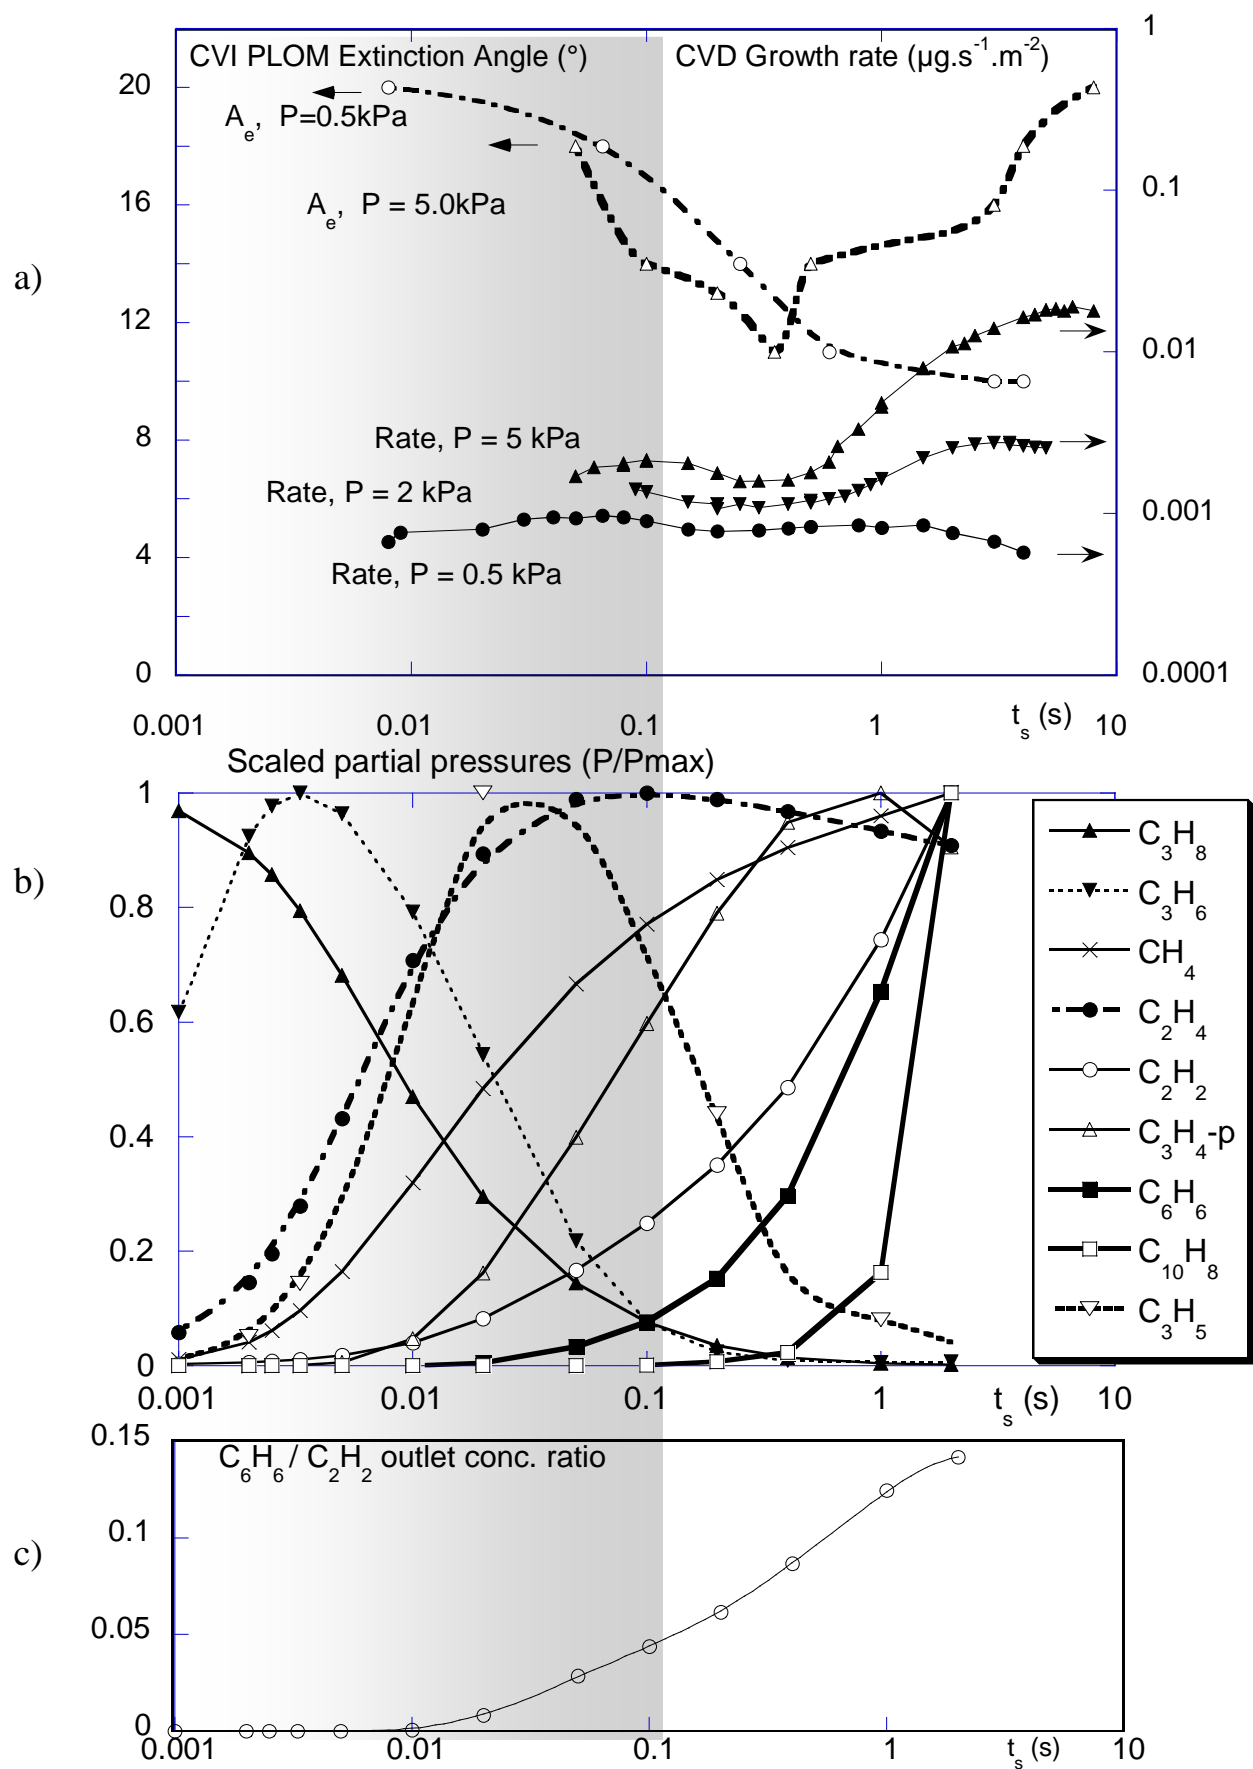 a)
CVI PLOM Extinction Angle (°)
CVD Growth rate (µg.s-1.m-2)
20
16
12
8
4
0
1
0.1
0.01
0.001
0.0001
Ae, P=0.5kPa
Ae, P = 5.0kPa
Rate, P = 5 kPa
Rate, P = 2 kPa
Rate, P = 0.5 kPa
0.001 0.01 0.1 1 ts (s) 10
b)
Scaled partial pressures (P/Pmax)
1
0.8
0.6
0.4
0.2
0
0.001 0.01 0.1 1 ts (s) 10
C3H8
C3H6
CH4
C2H4
C2H2
C3H4-p
C6H6
C10H8
C3H5
c)
C6H6 / C2H2 outlet conc. ratio
0.15
0.1
0.05
0
0.001 0.01 0.1 1 ts (s) 10